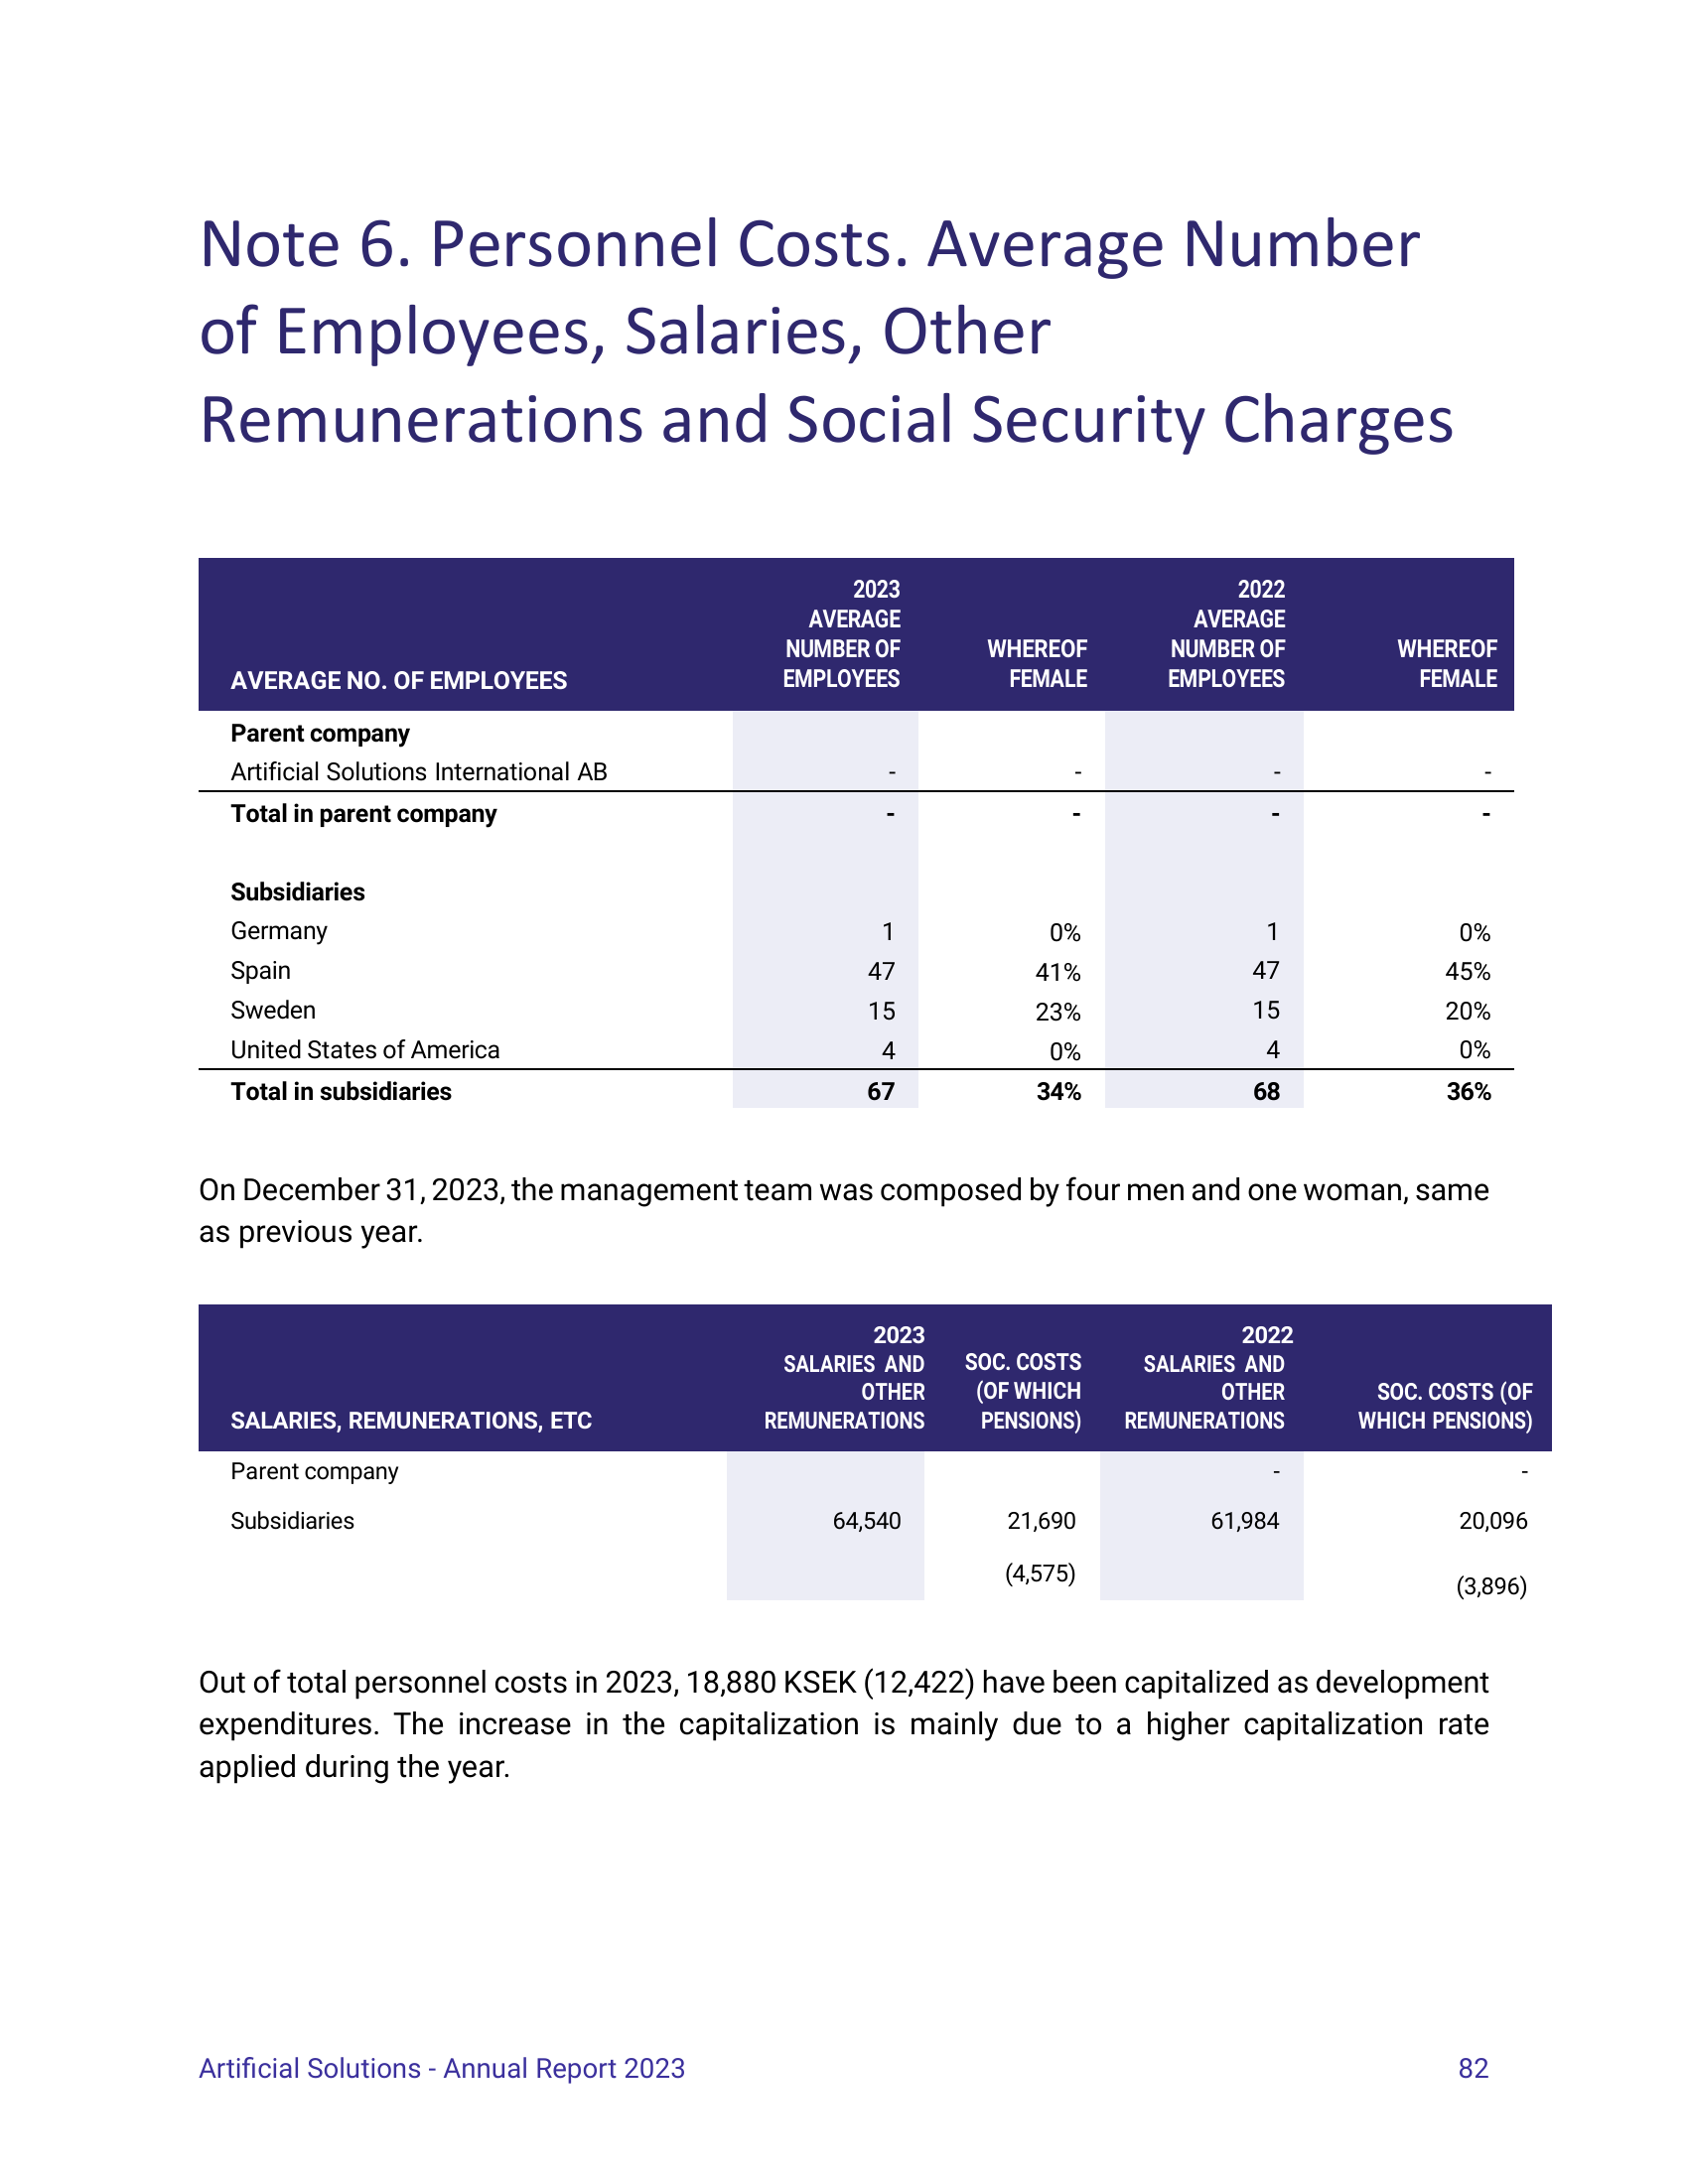 Note 6. Personnel Costs. Average Number
of Employees, Salaries, Other
Remunerations and Social Security Charges
AVERAGE NO. OF EMPLOYEES 2023 AVERAGE NUMBER OF EMPLOYEES WHEREOF FEMALE 2022 AVERAGE NUMBER OF EMPLOYEES WHEREOF FEMALE
Parent company
Artificial Solutions International AB - - - -
Total in parent company - - - -
Subsidiaries
Germany 1 0% 1 0%
Spain 47 41% 47 45%
Sweden 15 23% 15 20%
United States of America 4 0% 4 0%
Total in subsidiaries 67 34% 68 36%
On December 31, 2023, the management team was composed by four men and one woman, same
as previous year.
SALARIES, REMUNERATIONS, ETC 2023 SALARIES AND OTHER REMUNERATIONS SOC. COSTS (OF WHICH PENSIONS) 2022 SALARIES AND OTHER REMUNERATIONS SOC. COSTS (OF WHICH PENSIONS)
Parent company - -
Subsidiaries 64,540 21,690 61,984 20,096
(4,575) (3,896)
Out of total personnel costs in 2023, 18,880 KSEK (12,422) have been capitalized as development
expenditures. The increase in the capitalization is mainly due to a higher capitalization rate
applied during the year.
Artificial Solutions - Annual Report 2023 82